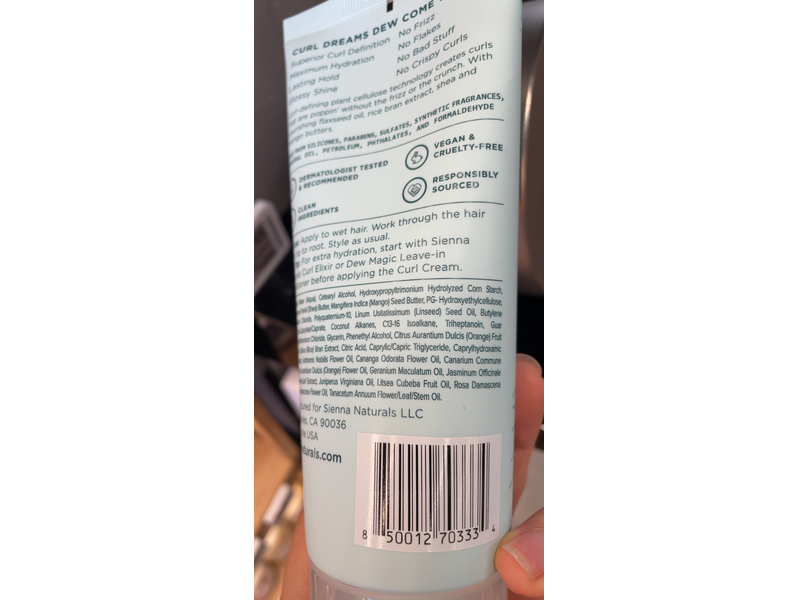 CURL DREAMS DEW COME
Superior Curl Definition No Frizz
Maximum Hydration No Flakes
Lasting Hold No Bad Stuff
Glossy Shine No Crispy Curls
-defining plant cellulose technology creates curls
are poppin' without the frizz or the crunch. With
flaxseed oil, rice bran extract, shea and
butters.
FROM SILICONES, PARABENS, SULFATES, SYNTHETIC FRAGRANCES,
OIL, PETROLEUM, PHTHALATES, AND FORMALDEHYDE
DERMATOLOGIST TESTED
& RECOMMENDED
VEGAN &
CRUELTY-FREE
CLEAN
INGREDIENTS
RESPONSIBLY
SOURCED
Apply to wet hair. Work through the hair
to root. Style as usual.
For extra hydration, start with Sienna
Curl Elixir or Dew Magic Leave-in
before applying the Curl Cream.
(Aqua), Cetearyl Alcohol, Hydroxypropyltrimonium Hydrolyzed Corn Starch,
(Shea) Butter, Mangifera Indica (Mango) Seed Butter, PG- Hydroxyethylcellulose,
Polyquaternium-10, Linum Usitatissimum (Linseed) Seed Oil, Butylene
Coconut Alkanes, C13-16 Isoalkane, Triheptanoin, Guar
Chloride, Glycerin, Phenethyl Alcohol, Citrus Aurantium Dulcis (Orange) Fruit
Bran Extract, Citric Acid, Caprylic/Capric Triglyceride, Caprylhydroxamic
Anthemis Nobilis Flower Oil, Cananga Odorata Flower Oil, Canarium Commune
Dulcis (Orange) Flower Oil, Geranium Maculatum Oil, Jasminum Officinale
Extract, Juniperus Virginiana Oil, Litsea Cubeba Fruit Oil, Rosa Damascena
Flower Oil, Tanacetum Annuum Flower/Leaf/Stem Oil.
for Sienna Naturals LLC
CA 90036
USA
8 50012 70333 4